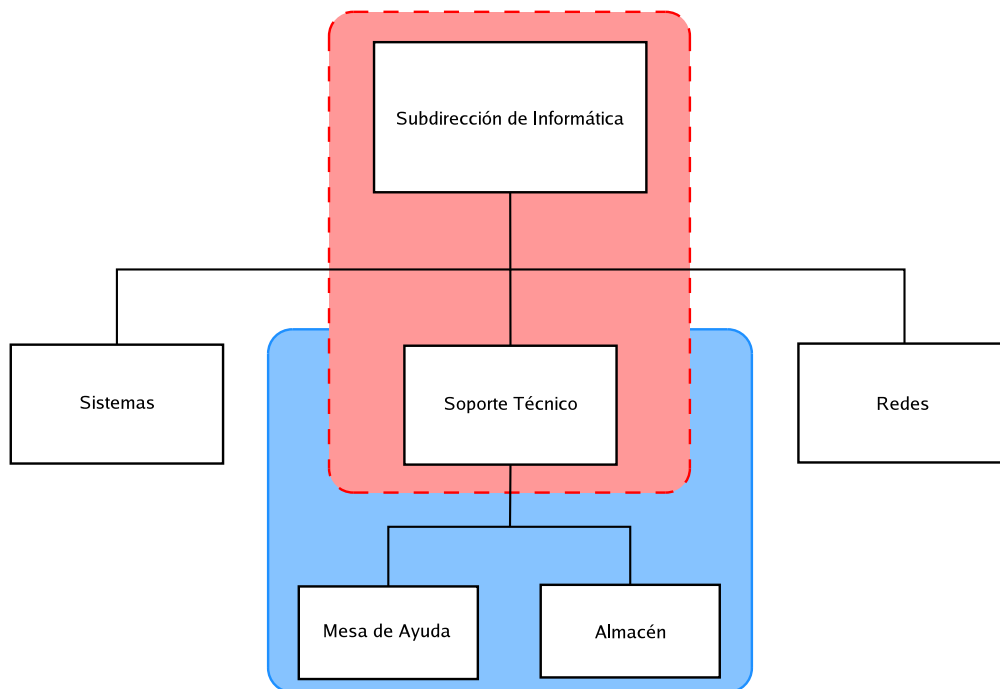 Subdirección de Informática
Sistemas
Soporte Técnico
Redes
Mesa de Ayuda
Almacén